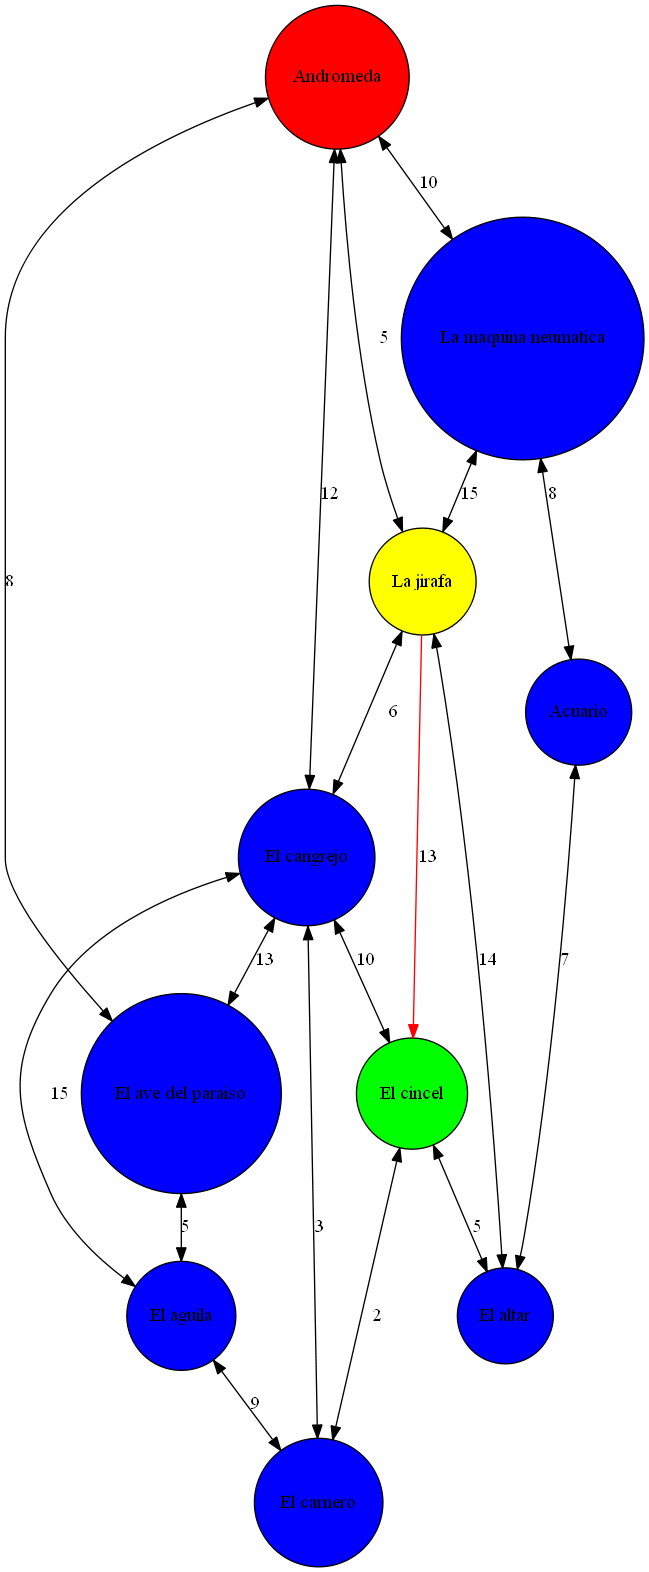 Andromeda
10
La maquina neumatica
5
12
15
8
8
La jirafa
6
Acuario
El cangrejo
13
13
10
14
7
15
El ave del paraiso
El cincel
5
3
5
2
El aguila
El altar
9
El carnero